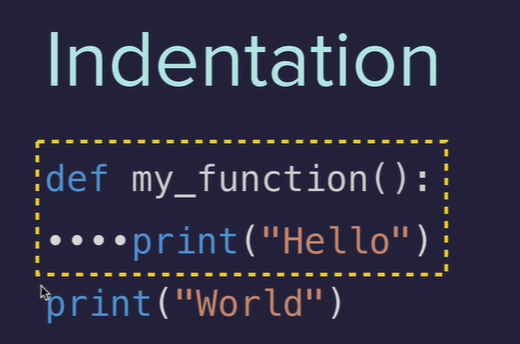 Indentation
def my_function():
••••print("Hello")
print("World")